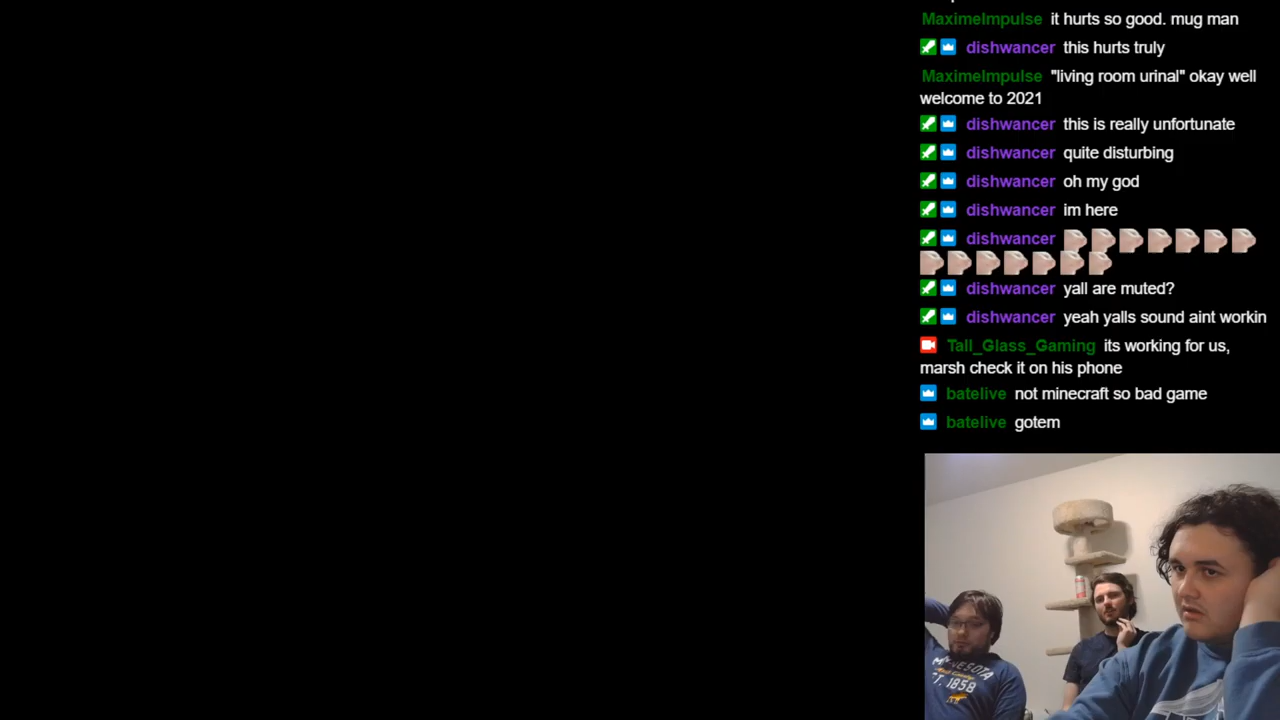 MaximeImpulse it hurts so good. mug man
dishwancer this hurts truly
MaximeImpulse "living room urinal" okay well
welcome to 2021
dishwancer this is really unfortunate
dishwancer quite disturbing
dishwancer oh my god
dishwancer im here
dishwancer
dishwancer yall are muted?
dishwancer yeah yalls sound aint workin
Tall_Glass_Gaming its working for us,
marsh check it on his phone
batelive not minecraft so bad game
batelive gotem
MINNESOTA
EST. 1858